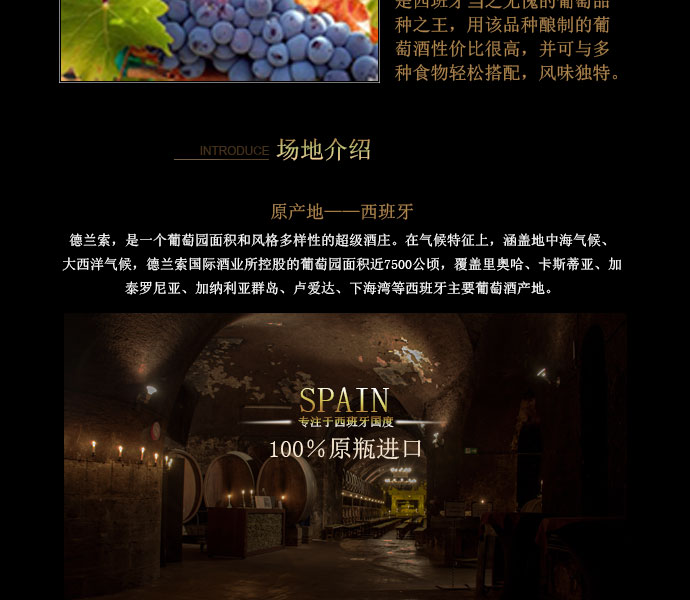 是西班牙当之无愧的葡萄品
种之王，用该品种酿制的葡
萄酒性价比很高，并可与多
种食物轻松搭配，风味独特。
INTRODUCE 场地介绍
原产地——西班牙
德兰索，是一个葡萄园面积和风格多样性的超级酒庄。在气候特征上，涵盖地中海气候、
大西洋气候，德兰索国际酒业所控股的葡萄园面积近7500公顷，覆盖里奥哈、卡斯蒂亚、加
泰罗尼亚、加纳利亚群岛、卢爱达、下海湾等西班牙主要葡萄酒产地。
SPAIN
专注于西班牙国度
100%原瓶进口